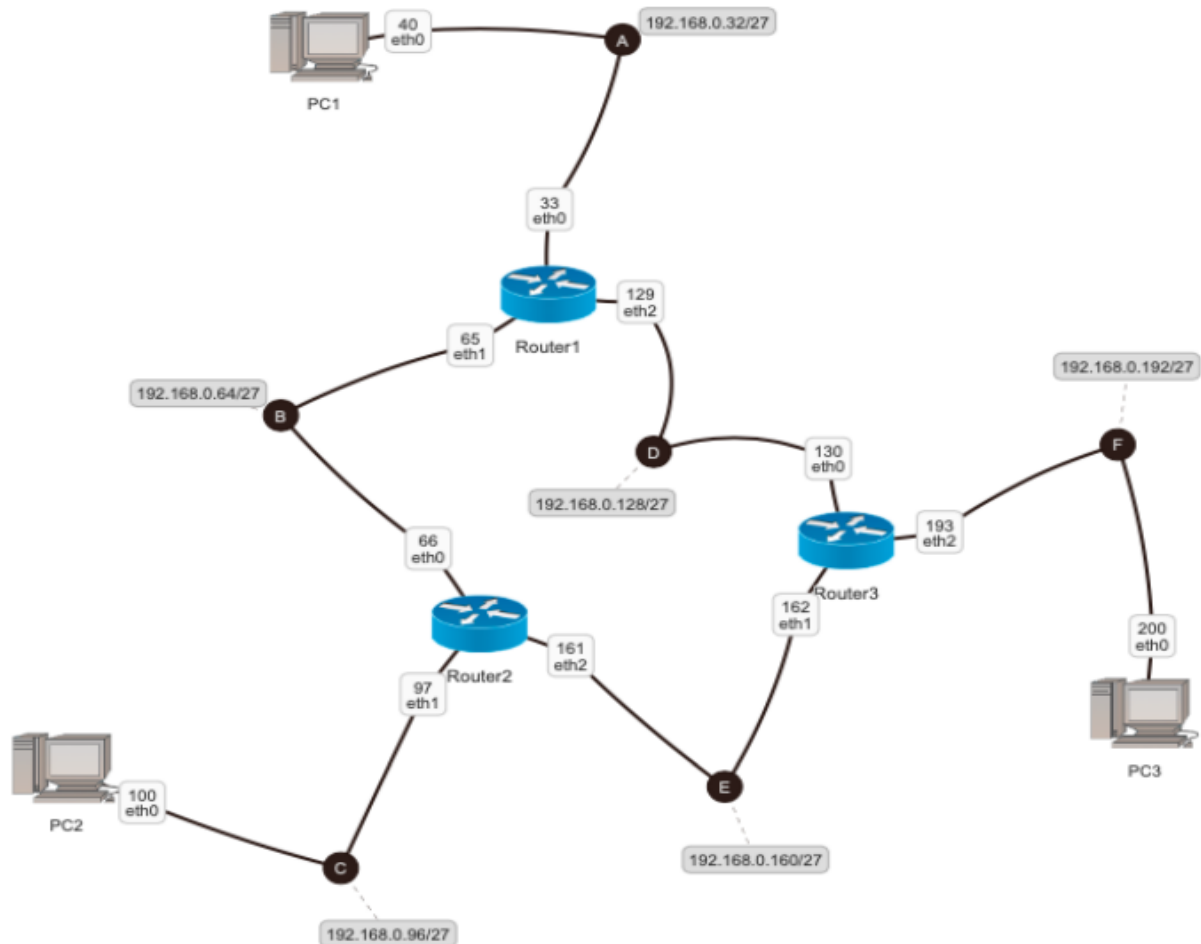 192.168.0.32/27
40
eth0
A
PC1
33
eth0
129
eth2
Router1
65
eth1
192.168.0.64/27
B
192.168.0.192/27
F
D
130
eth0
192.168.0.128/27
193
eth2
66
eth0
Router3
162
eth1
200
eth0
161
eth2
Router2
97
eth1
PC3
100
eth0
PC2
E
192.168.0.160/27
C
192.168.0.96/27